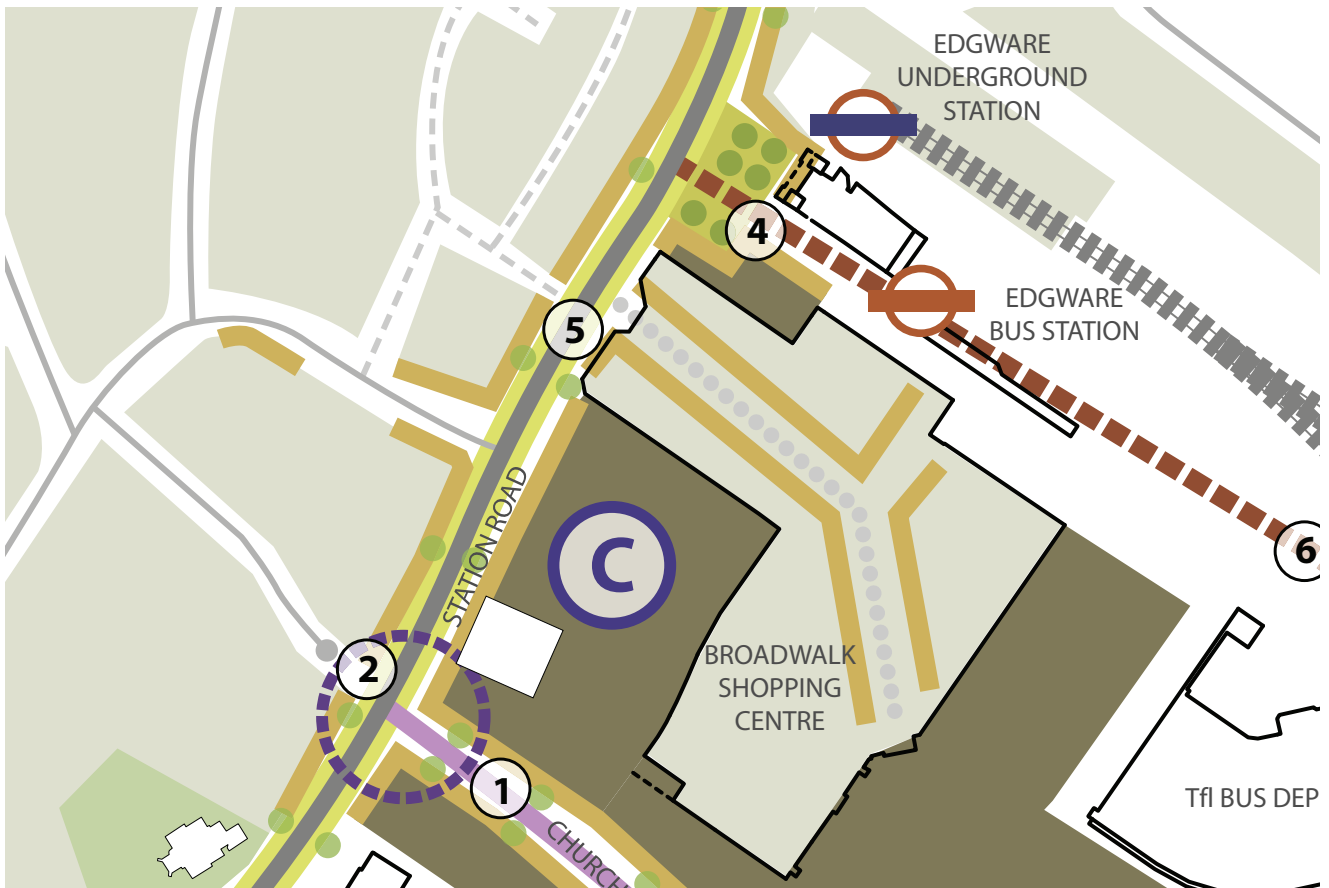 EDGWARE
UNDERGROUND
STATION
4
EDGWARE
BUS STATION
5
STATION ROAD
C
6
2
BROADWALK
SHOPPING
CENTRE
1
Tfl BUS DEP
CHURCH